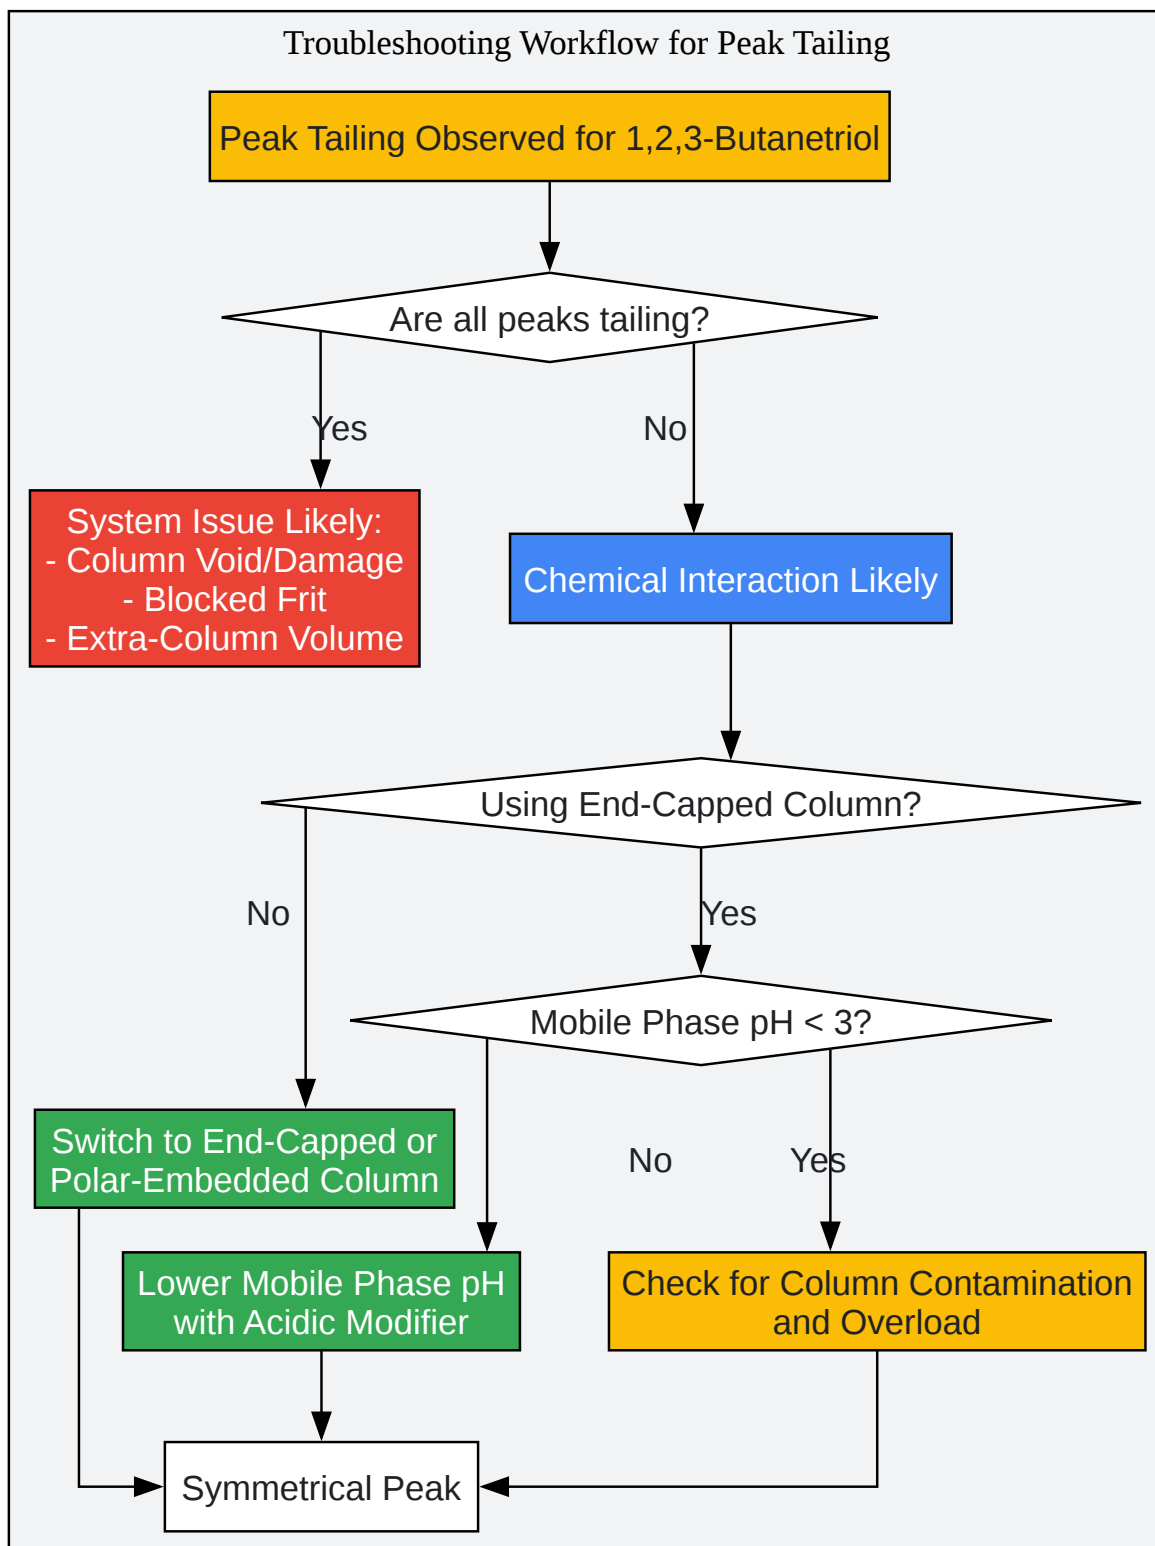 Troubleshooting Workflow for Peak Tailing
Peak Tailing Observed for 1,2,3-Butanetriol
Are all peaks tailing?
Yes
No
System Issue Likely:
- Column Void/Damage
- Blocked Frit
- Extra-Column Volume
Chemical Interaction Likely
Using End-Capped Column?
No
Yes
Mobile Phase pH < 3?
Switch to End-Capped or
Polar-Embedded Column
No
Yes
Lower Mobile Phase pH
with Acidic Modifier
Check for Column Contamination
and Overload
Symmetrical Peak